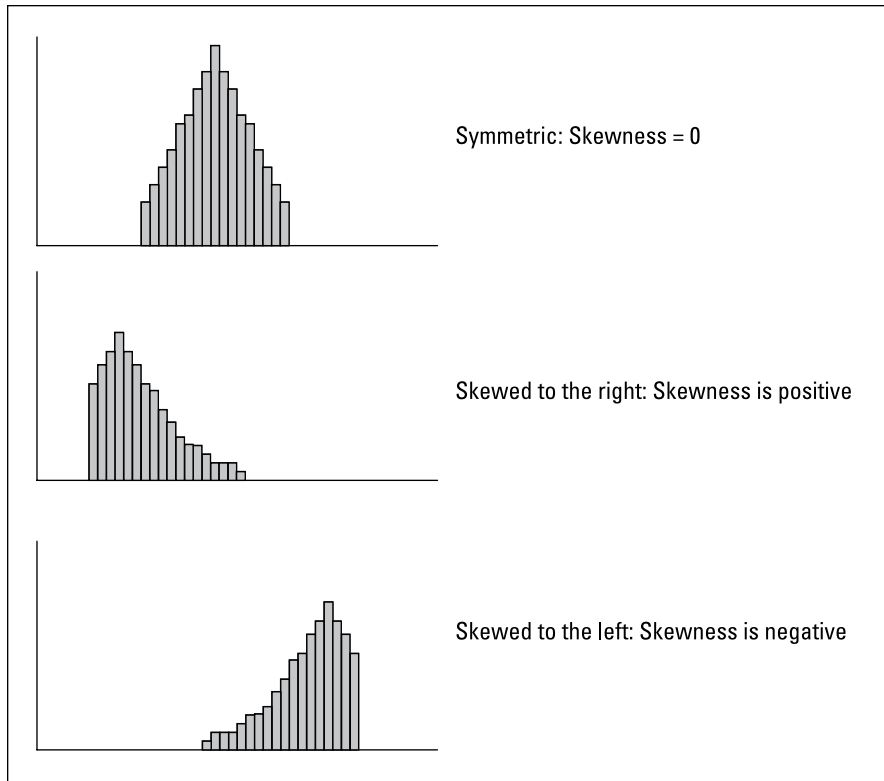 Symmetric: Skewness = 0
Skewed to the right: Skewness is positive
Skewed to the left: Skewness is negative